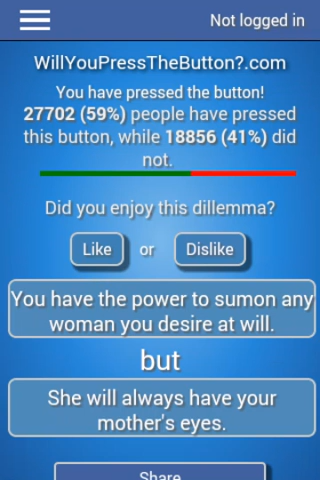 Not logged in
WillYouPressTheButton?.com
You have pressed the button!
27702 (59%) people have pressed
this button, while 18856 (41%) did
not.
Did you enjoy this dillemma?
Like or Dislike
You have the power to sumon any
woman you desire at will.
but
She will always have your
mother's eyes.
Share